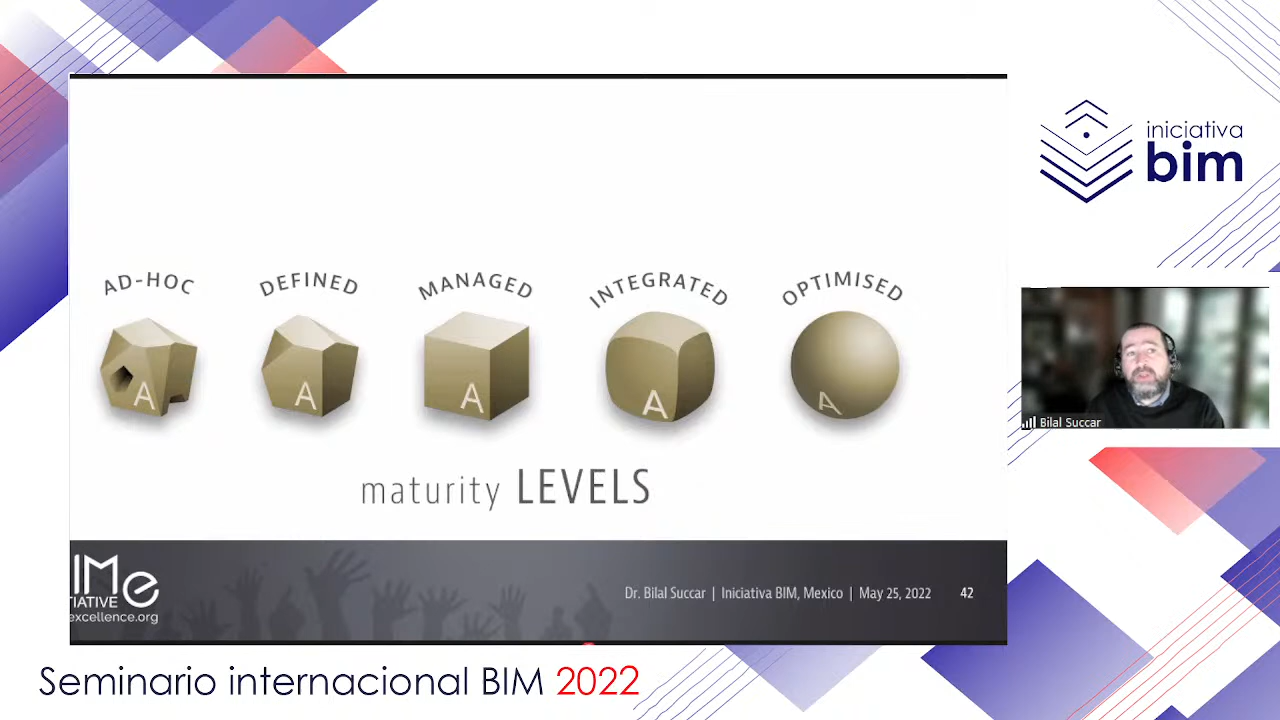 iniciativa
bim
AD-HOC
DEFINED
MANAGED
INTEGRATED
OPTIMISED
A
A
A
A
A
maturity LEVELS
Bilal Succar
IMe
TIATIVE
excellence.org
Dr. Bilal Succar | Iniciativa BIM, Mexico | May 25, 2022
42
Seminario internacional BIM 2022